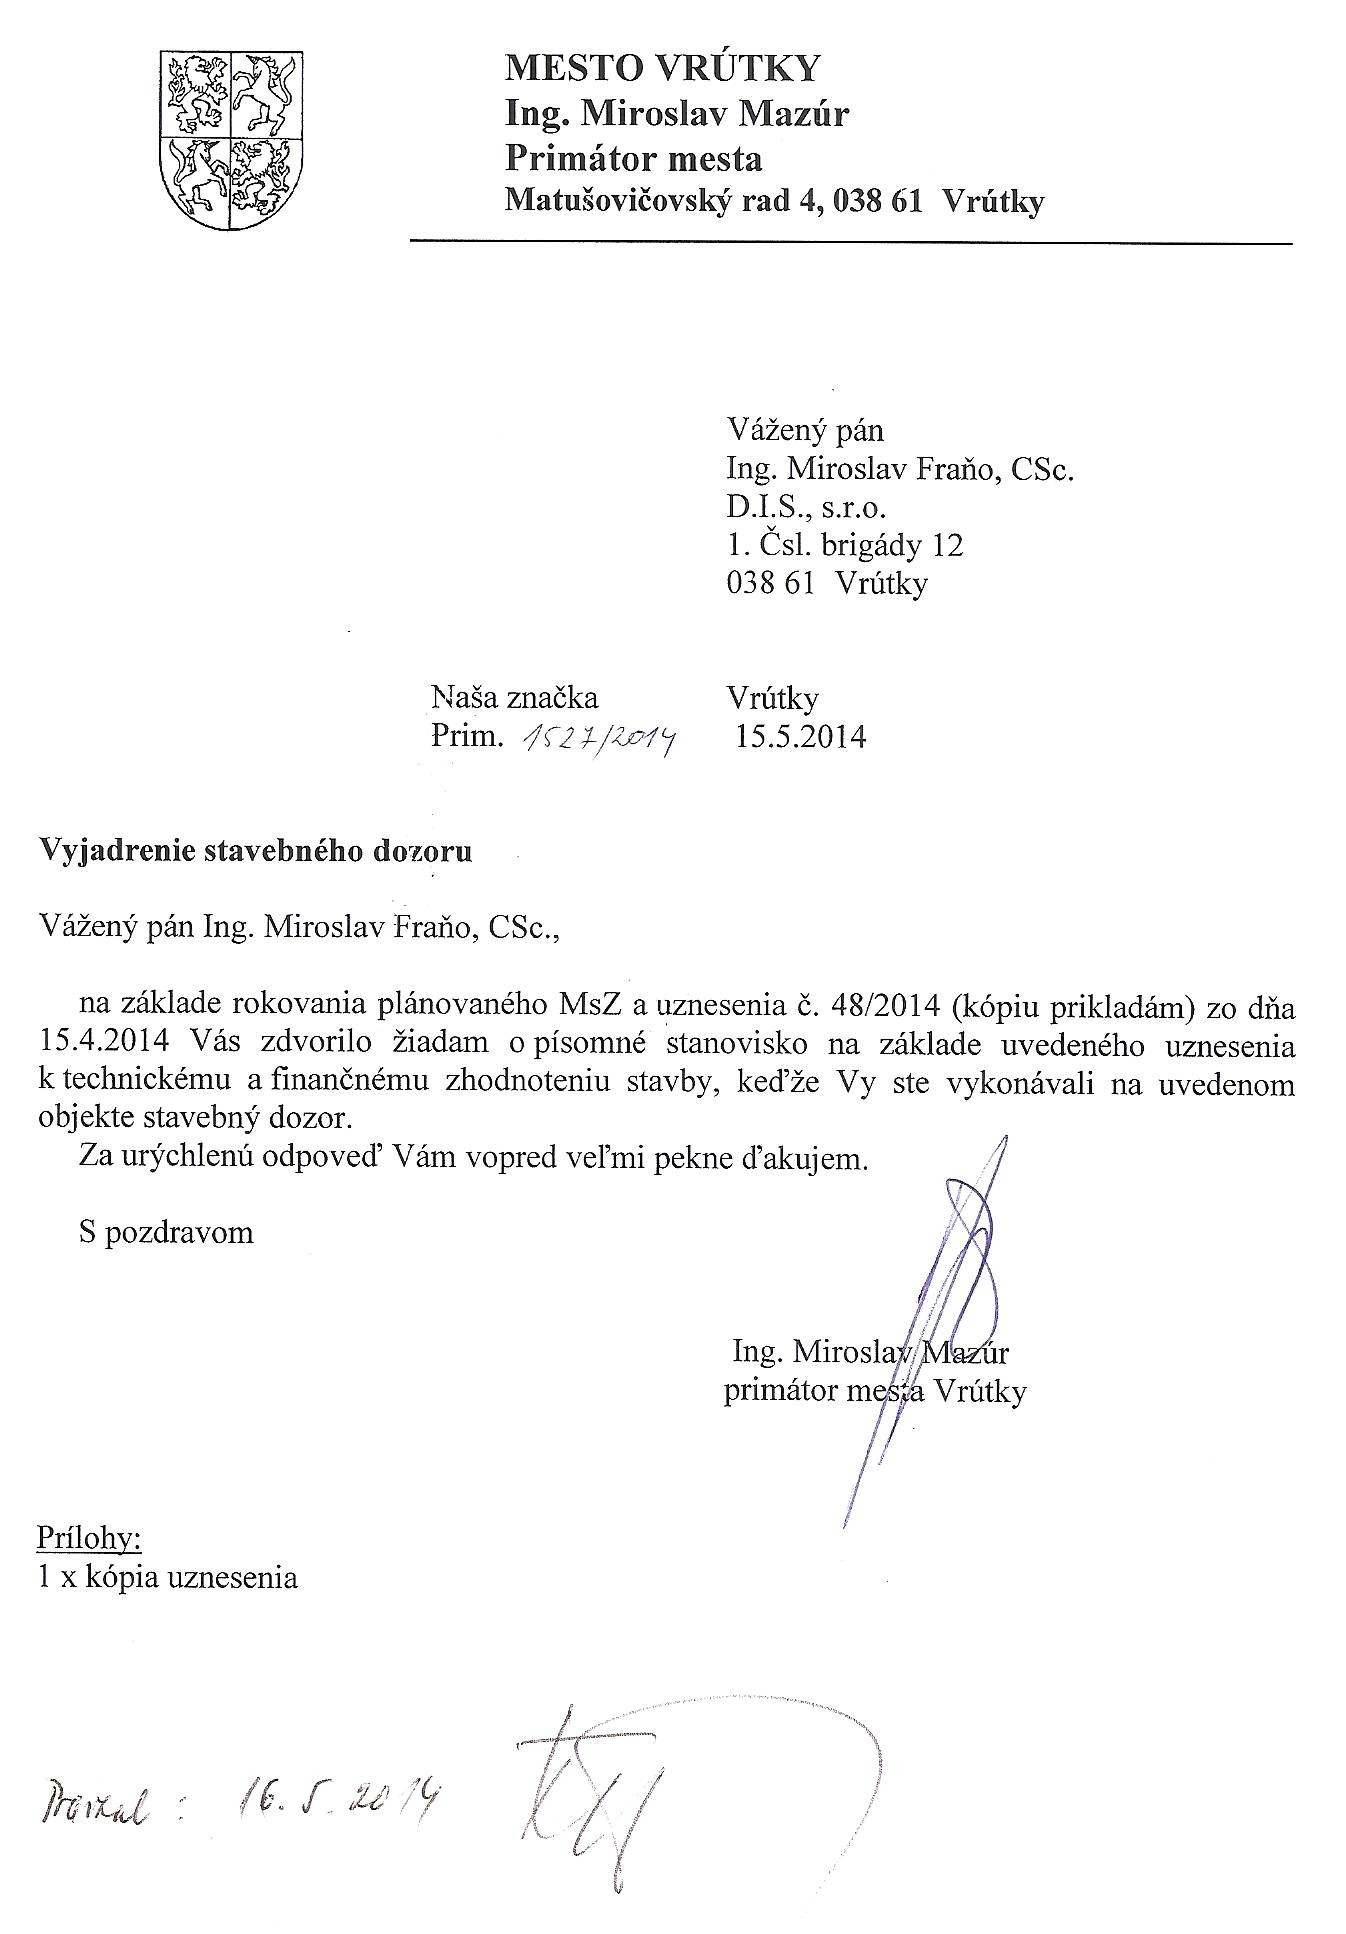 MESTO VRÚTKY
Ing. Miroslav Mazúr
Primátor mesta
Matušovičovský rad 4, 038 61 Vrútky
Vážený pán
Ing. Miroslav Fraňo, CSc.
D.I.S., s.r.o.
1. Čsl. brigády 12
038 61 Vrútky
Naša značka Vrútky
Prim. 1527/2014 15.5.2014
Vyjadrenie stavebného dozoru
Vážený pán Ing. Miroslav Fraňo, CSc.,
na základe rokovania plánovaného MsZ a uznesenia č. 48/2014 (kópiu prikladám) zo dňa
15.4.2014 Vás zdvorilo žiadam o písomné stanovisko na základe uvedeného uznesenia
k technickému a finančnému zhodnoteniu stavby, keďže Vy ste vykonávali na uvedenom
objekte stavebný dozor.
Za urýchlenú odpoveď Vám vopred veľmi pekne ďakujem.
S pozdravom
Ing. Miroslav Mazúr
primátor mesta Vrútky
Prílohy:
1 x kópia uznesenia
: 16. 5. 2014